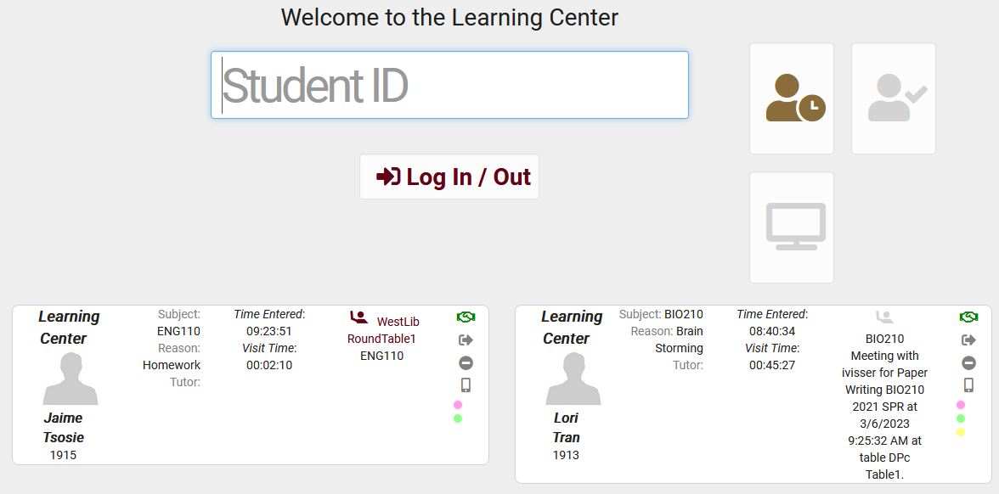 Welcome to the Learning Center
Student ID
Log In / Out
Learning
Center
Jaime
Tsosie
1915
Subject:
ENG110
Reason:
Homework
Tutor:
Time Entered:
09:23:51
Visit Time:
00:02:10
WestLib
RoundTable1
ENG110
Learning
Center
Lori
Tran
1913
Subject: BIO210
Reason: Brain
Storming
Tutor:
Time Entered:
08:40:34
Visit Time:
00:45:27
BIO210
Meeting with
ivisser for Paper
Writing BIO210
2021 SPR at
3/6/2023
9:25:32 AM at
table DPc
Table1.